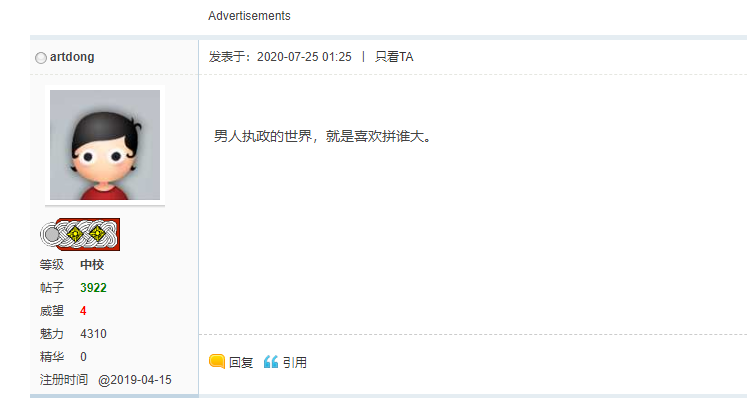 Advertisements
artdong
发表于：2020-07-25 01:25 | 只看TA
男人执政的世界，就是喜欢拼谁大。
等级 中校
帖子 3922
威望 4
魅力 4310
精华 0
注册时间 @2019-04-15
回复 引用